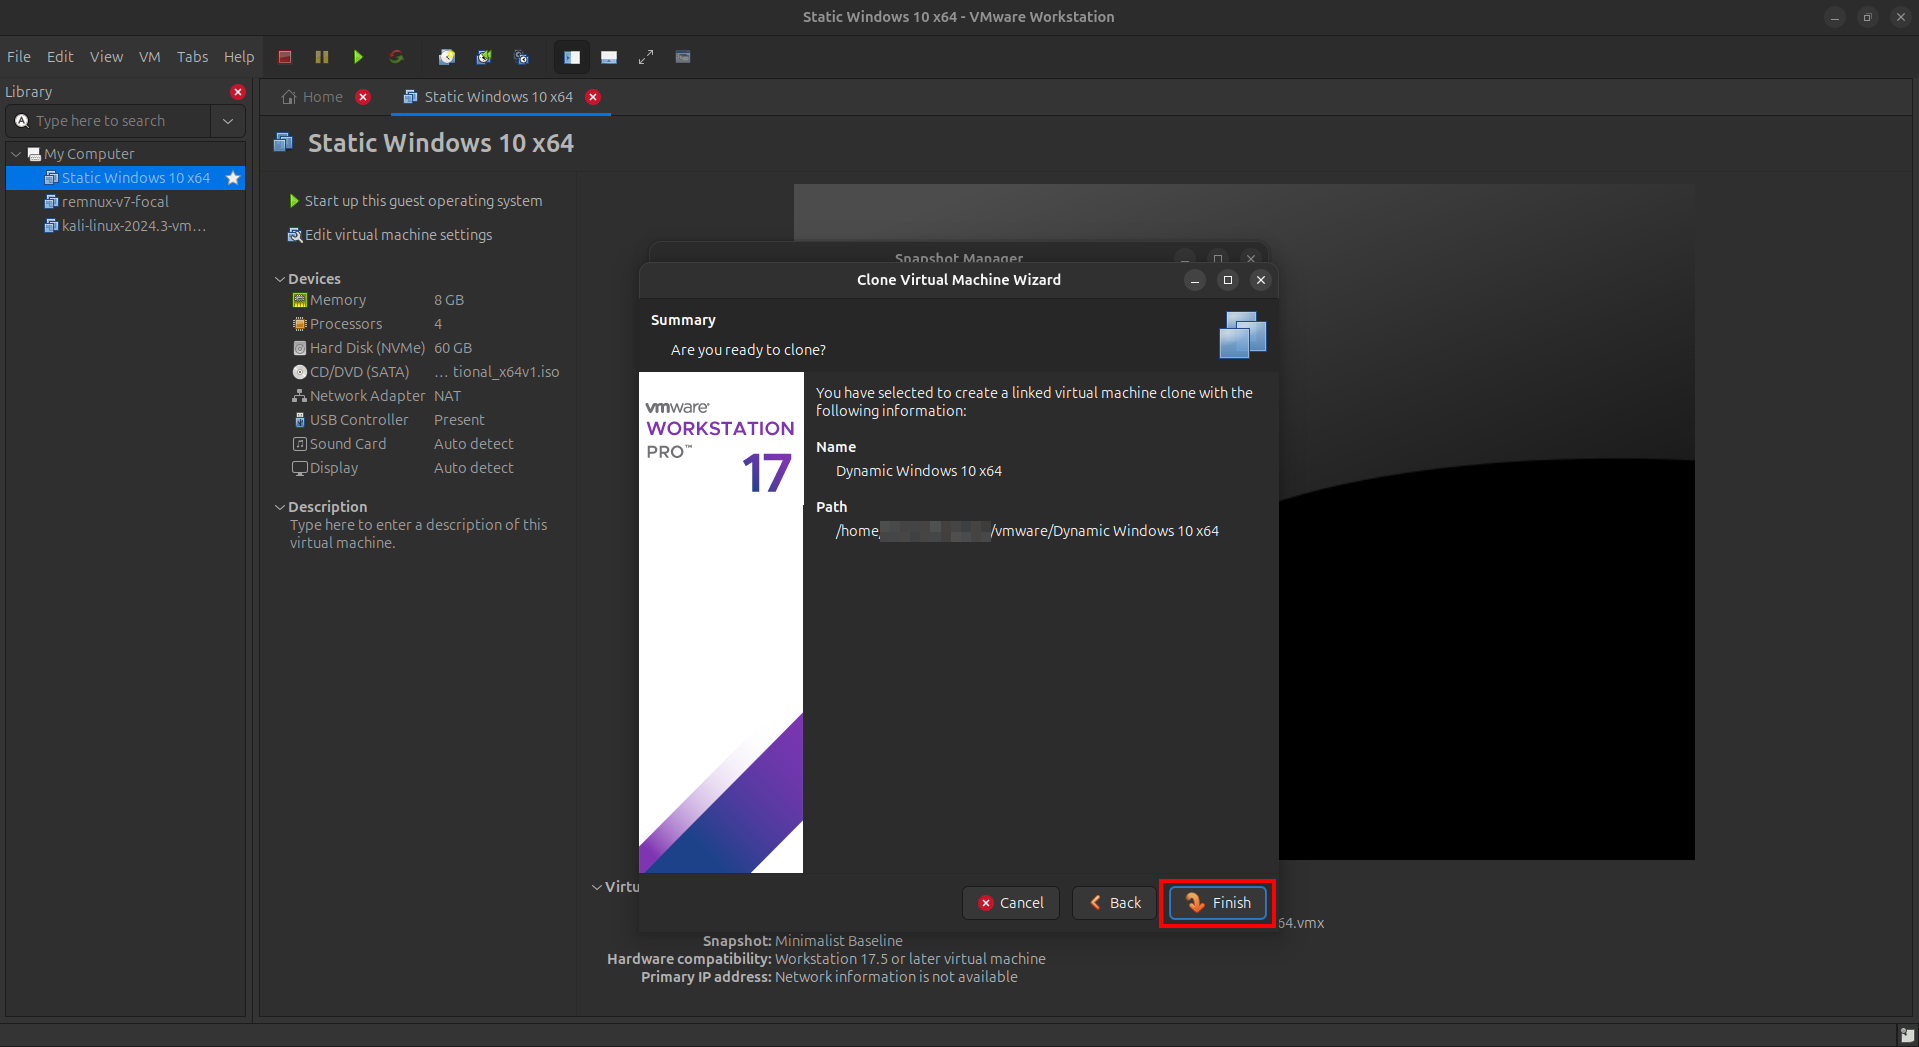 Static Windows 10 x64 - VMware Workstation
File Edit View VM Tabs Help
Library
Type here to search
My Computer
Static Windows 10 x64
remnux-v7-focal
kali-linux-2024.3-vm…
Home
Static Windows 10 x64
Static Windows 10 x64
Start up this guest operating system
Edit virtual machine settings
Devices
Memory 8 GB
Processors 4
Hard Disk (NVMe) 60 GB
CD/DVD (SATA) … tional_x64v1.iso
Network Adapter NAT
USB Controller Present
Sound Card Auto detect
Display Auto detect
Description
Type here to enter a description of this
virtual machine.
Snapshot Manager
Clone Virtual Machine Wizard
Summary
Are you ready to clone?
vmware®
WORKSTATION
PRO™
17
You have selected to create a linked virtual machine clone with the
following information:
Name
Dynamic Windows 10 x64
Path
/home/ /vmware/Dynamic Windows 10 x64
Cancel
Back
Finish
Virtu
64.vmx
Snapshot: Minimalist Baseline
Hardware compatibility: Workstation 17.5 or later virtual machine
Primary IP address: Network information is not available